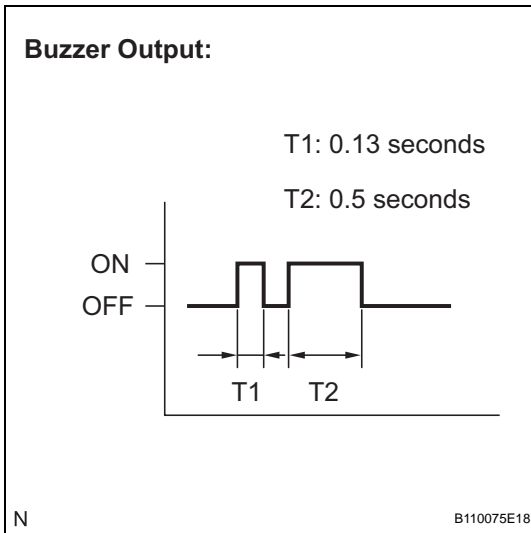 Buzzer Output:
T1: 0.13 seconds
T2: 0.5 seconds
ON
OFF
T1 T2
N B110075E18